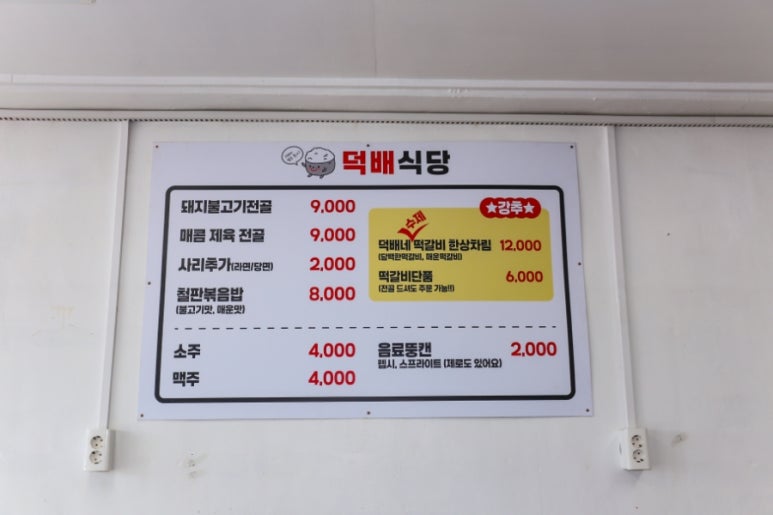 덕배식당
돼지불고기전골 9,000
매콤 제육 전골 9,000
사리추가(라면/당면) 2,000
철판볶음밥 8,000
(불고기맛, 매운맛)
★강추★
수제
덕배네 떡갈비 한상차림 12,000
(담백한떡갈비, 매운떡갈비)
떡갈비단품 6,000
(전골 드셔도 주문 가능!!)
소주 4,000
맥주 4,000
음료뚱캔 2,000
펩시, 스프라이트 (제로도 있어요)